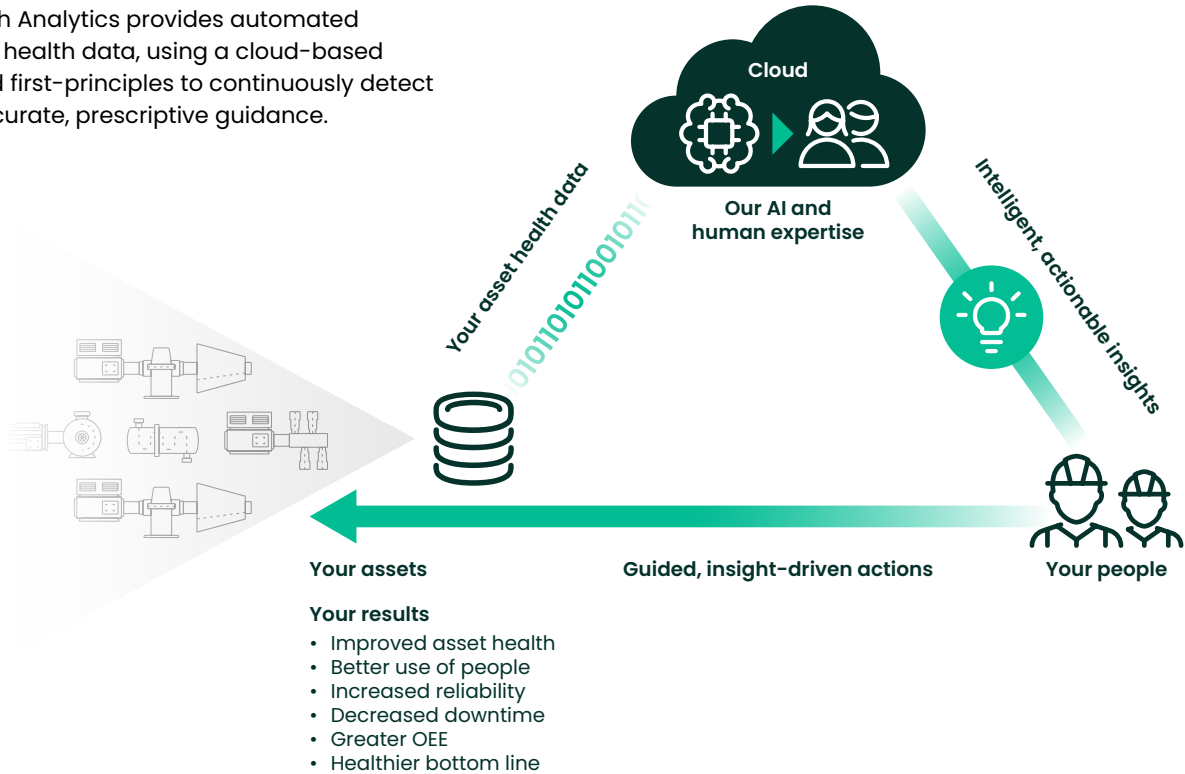 h Analytics provides automated
health data, using a cloud-based
first-principles to continuously detect
curate, prescriptive guidance.
Cloud
Our AI and
human expertise
Your asset health data
01011010110010110
Intelligent, actionable insights
Your assets
Guided, insight-driven actions
Your people
Your results
• Improved asset health
• Better use of people
• Increased reliability
• Decreased downtime
• Greater OEE
• Healthier bottom line